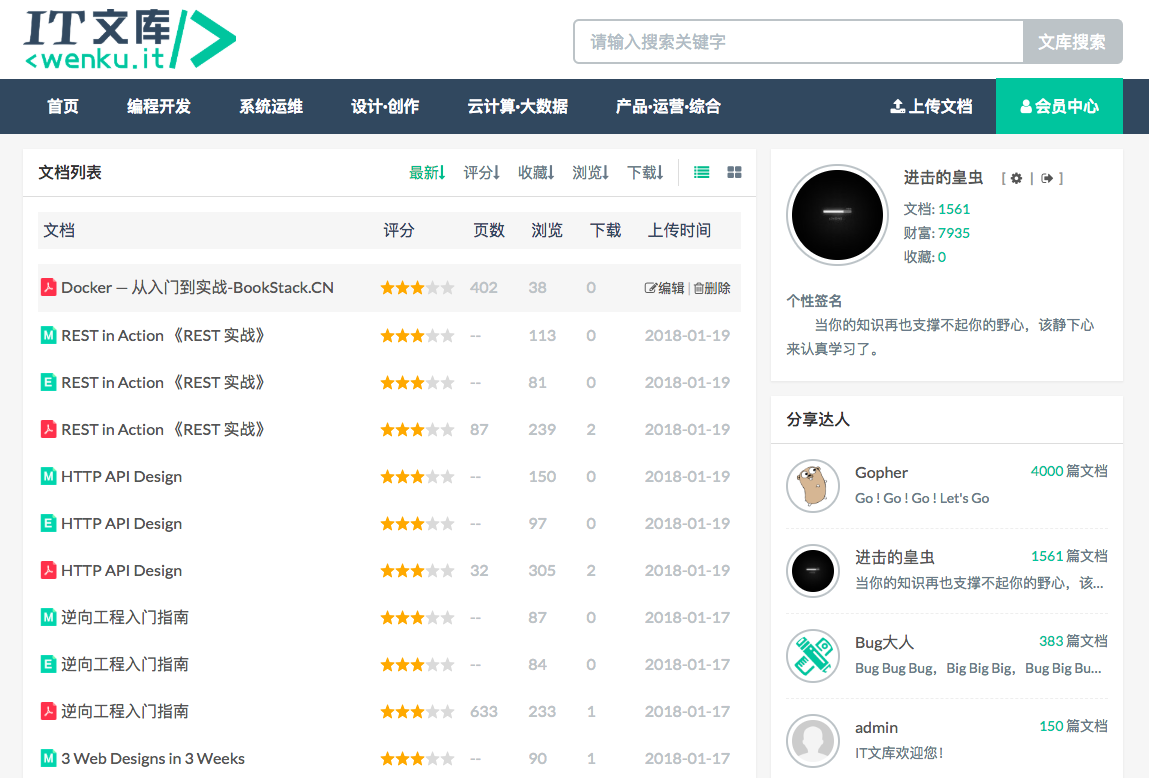 IT文库/>
<wenku.it
请输入搜索关键字 文库搜索
首页 编程开发 系统运维 设计·创作 云计算·大数据 产品·运营·综合 上传文档 会员中心
文档列表 最新 评分 收藏 浏览 下载
文档 评分 页数 浏览 下载 上传时间
Docker — 从入门到实战-BookStack.CN 402 38 0 编辑 | 删除
REST in Action 《REST 实战》 -- 113 0 2018-01-19
REST in Action 《REST 实战》 -- 81 0 2018-01-19
REST in Action 《REST 实战》 87 239 2 2018-01-19
HTTP API Design -- 150 0 2018-01-19
HTTP API Design -- 97 0 2018-01-19
HTTP API Design 32 305 2 2018-01-19
逆向工程入门指南 -- 87 0 2018-01-17
逆向工程入门指南 -- 84 0 2018-01-17
逆向工程入门指南 633 233 1 2018-01-17
3 Web Designs in 3 Weeks -- 90 1 2018-01-17
进击的皇虫 [ | ]
文档: 1561
财富: 7935
收藏: 0
个性签名
当你的知识再也支撑不起你的野心，该静下心
来认真学习了。
分享达人
Gopher 4000 篇文档
Go ! Go ! Go ! Let's Go
进击的皇虫 1561 篇文档
当你的知识再也支撑不起你的野心，该...
Bug大人 383 篇文档
Bug Bug Bug，Big Big Big，Bug Big Bu...
admin 150 篇文档
IT文库欢迎您！